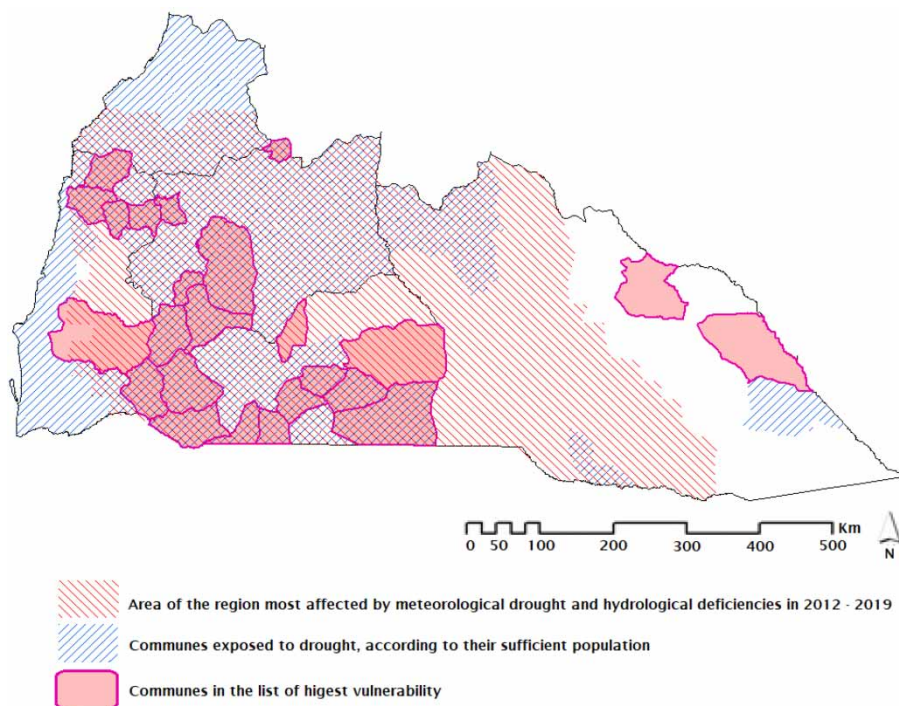 Km
0 50 100 200 300 400 500
N
Area of the region most affected by meteorological drought and hydrological deficiencies in 2012 - 2019
Communes exposed to drought, according to their sufficient population
Communes in the list of higest vulnerability